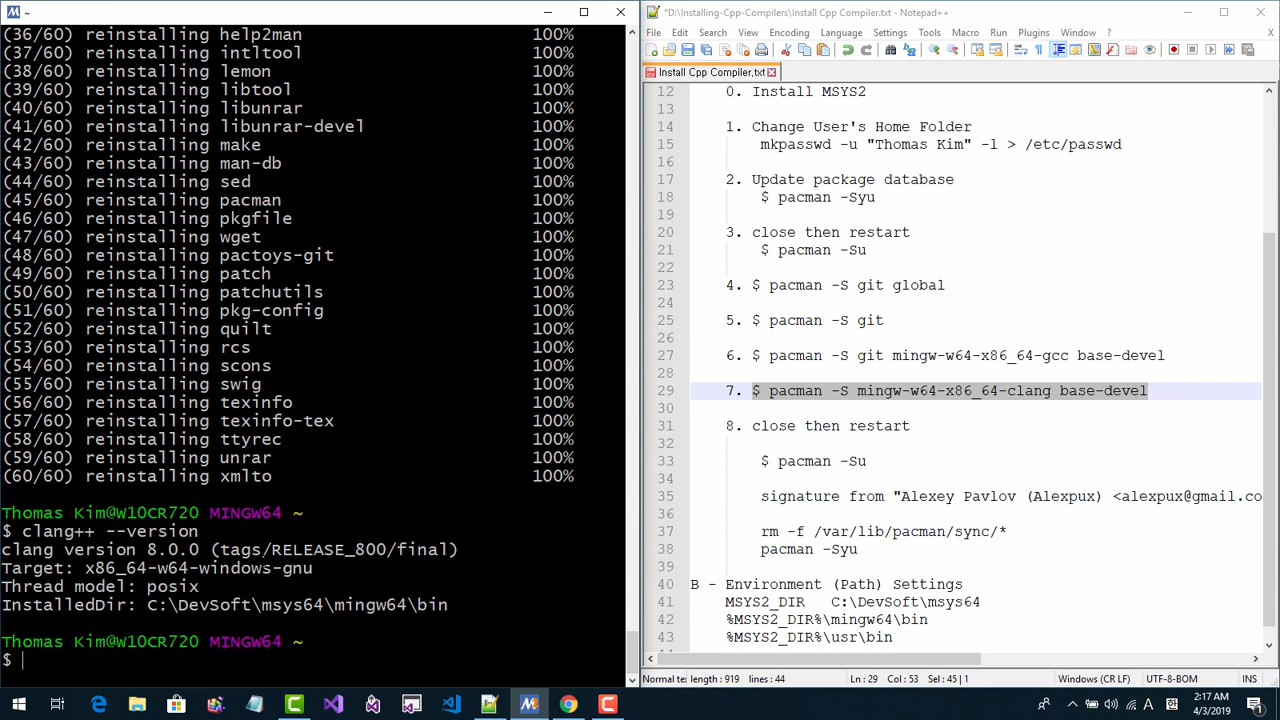 ~
(36/60) reinstalling help2man 100%
(37/60) reinstalling intltool 100%
(38/60) reinstalling lemon 100%
(39/60) reinstalling libtool 100%
(40/60) reinstalling libunrar 100%
(41/60) reinstalling libunrar-devel 100%
(42/60) reinstalling make 100%
(43/60) reinstalling man-db 100%
(44/60) reinstalling sed 100%
(45/60) reinstalling pacman 100%
(46/60) reinstalling pkgfile 100%
(47/60) reinstalling wget 100%
(48/60) reinstalling pactoys-git 100%
(49/60) reinstalling patch 100%
(50/60) reinstalling patchutils 100%
(51/60) reinstalling pkg-config 100%
(52/60) reinstalling quilt 100%
(53/60) reinstalling rcs 100%
(54/60) reinstalling scons 100%
(55/60) reinstalling swig 100%
(56/60) reinstalling texinfo 100%
(57/60) reinstalling texinfo-tex 100%
(58/60) reinstalling ttyrec 100%
(59/60) reinstalling unrar 100%
(60/60) reinstalling xmlto 100%
Thomas Kim@W10CR720 MINGW64 ~
$ clang++ --version
clang version 8.0.0 (tags/RELEASE_800/final)
Target: x86_64-w64-windows-gnu
Thread model: posix
InstalledDir: C:\DevSoft\msys64\mingw64\bin
Thomas Kim@W10CR720 MINGW64 ~
$
*D:\Installing-Cpp-Compilers\Install Cpp Compiler.txt - Notepad++
File Edit Search View Encoding Language Settings Tools Macro Run Plugins Window ? X
Install Cpp Compiler.txt
12 0. Install MSYS2
13
14 1. Change User's Home Folder
15 mkpasswd -u "Thomas Kim" -l > /etc/passwd
16
17 2. Update package database
18 $ pacman -Syu
19
20 3. close then restart
21 $ pacman -Su
22
23 4. $ pacman -S git global
24
25 5. $ pacman -S git
26
27 6. $ pacman -S git mingw-w64-x86_64-gcc base-devel
28
29 7. $ pacman -S mingw-w64-x86_64-clang base-devel
30
31 8. close then restart
32
33 $ pacman -Su
34
35 signature from "Alexey Pavlov (Alexpux) <alexpux@gmail.co
36
37 rm -f /var/lib/pacman/sync/*
38 pacman -Syu
39
40 B - Environment (Path) Settings
41 MSYS2_DIR C:\DevSoft\msys64
42 %MSYS2_DIR%\mingw64\bin
43 %MSYS2_DIR%\usr\bin
Normal te: length : 919 lines : 44 Ln : 29 Col : 53 Sel : 45 | 1 Windows (CR LF) UTF-8-BOM INS
2:17 AM
4/3/2019